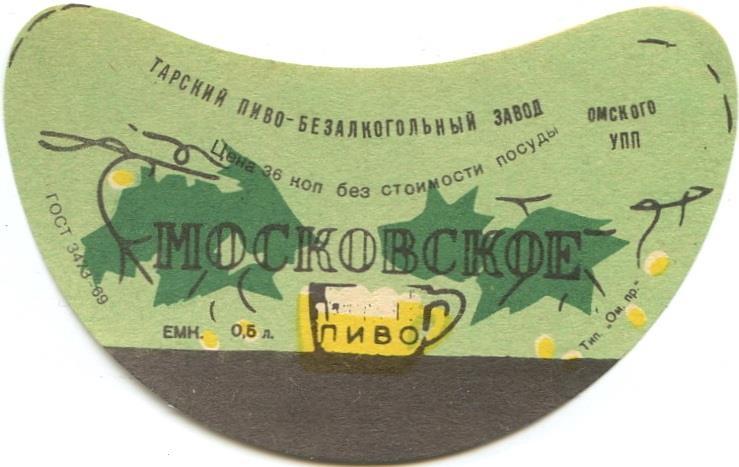 ТАРСКИЙ ПИВО-БЕЗАЛКОГОЛЬНЫЙ ЗАВОД
ОМСКОГО
УПП
Цена 36 коп без стоимости посуды
МОСКОВСКОЕ
ПИВО
ЕМК. 0,5 л.
ГОСТ 3473-69
Тип. „Ом. пр."